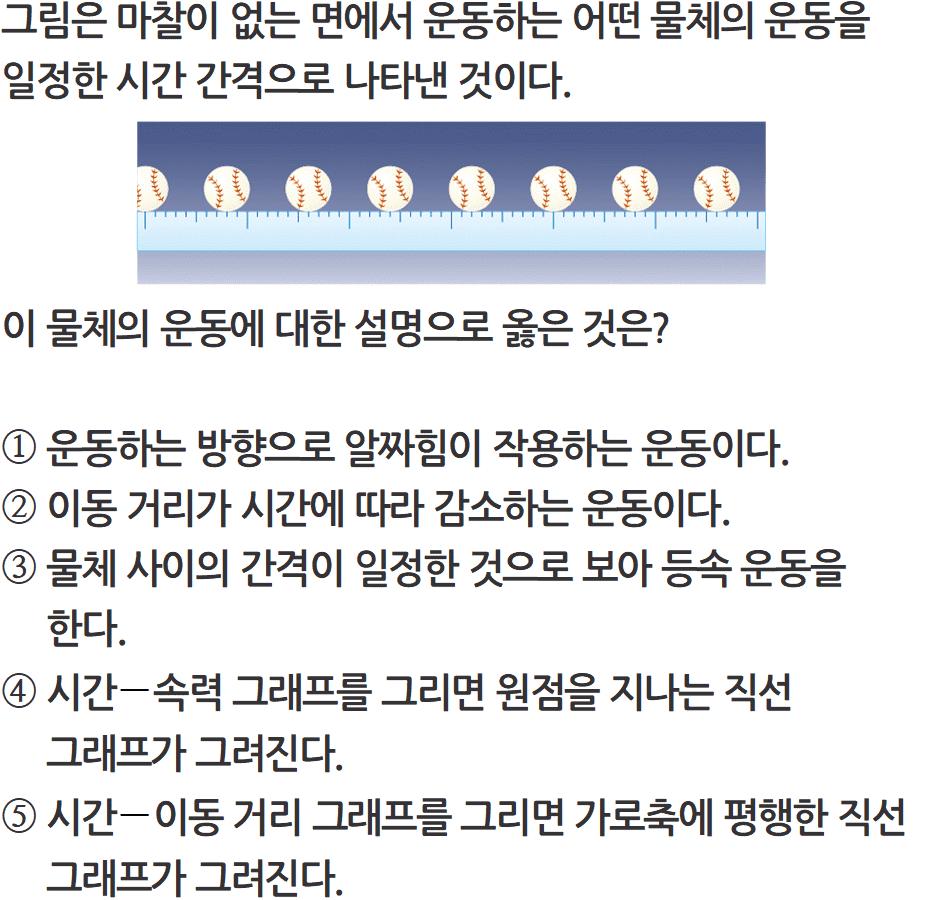 그림은 마찰이 없는 면에서 운동하는 어떤 물체의 운동을
일정한 시간 간격으로 나타낸 것이다.
이 물체의 운동에 대한 설명으로 옳은 것은?
① 운동하는 방향으로 알짜힘이 작용하는 운동이다.
② 이동 거리가 시간에 따라 감소하는 운동이다.
③ 물체 사이의 간격이 일정한 것으로 보아 등속 운동을
한다.
④ 시간－속력 그래프를 그리면 원점을 지나는 직선
그래프가 그려진다.
⑤ 시간－이동 거리 그래프를 그리면 가로축에 평행한 직선
그래프가 그려진다.